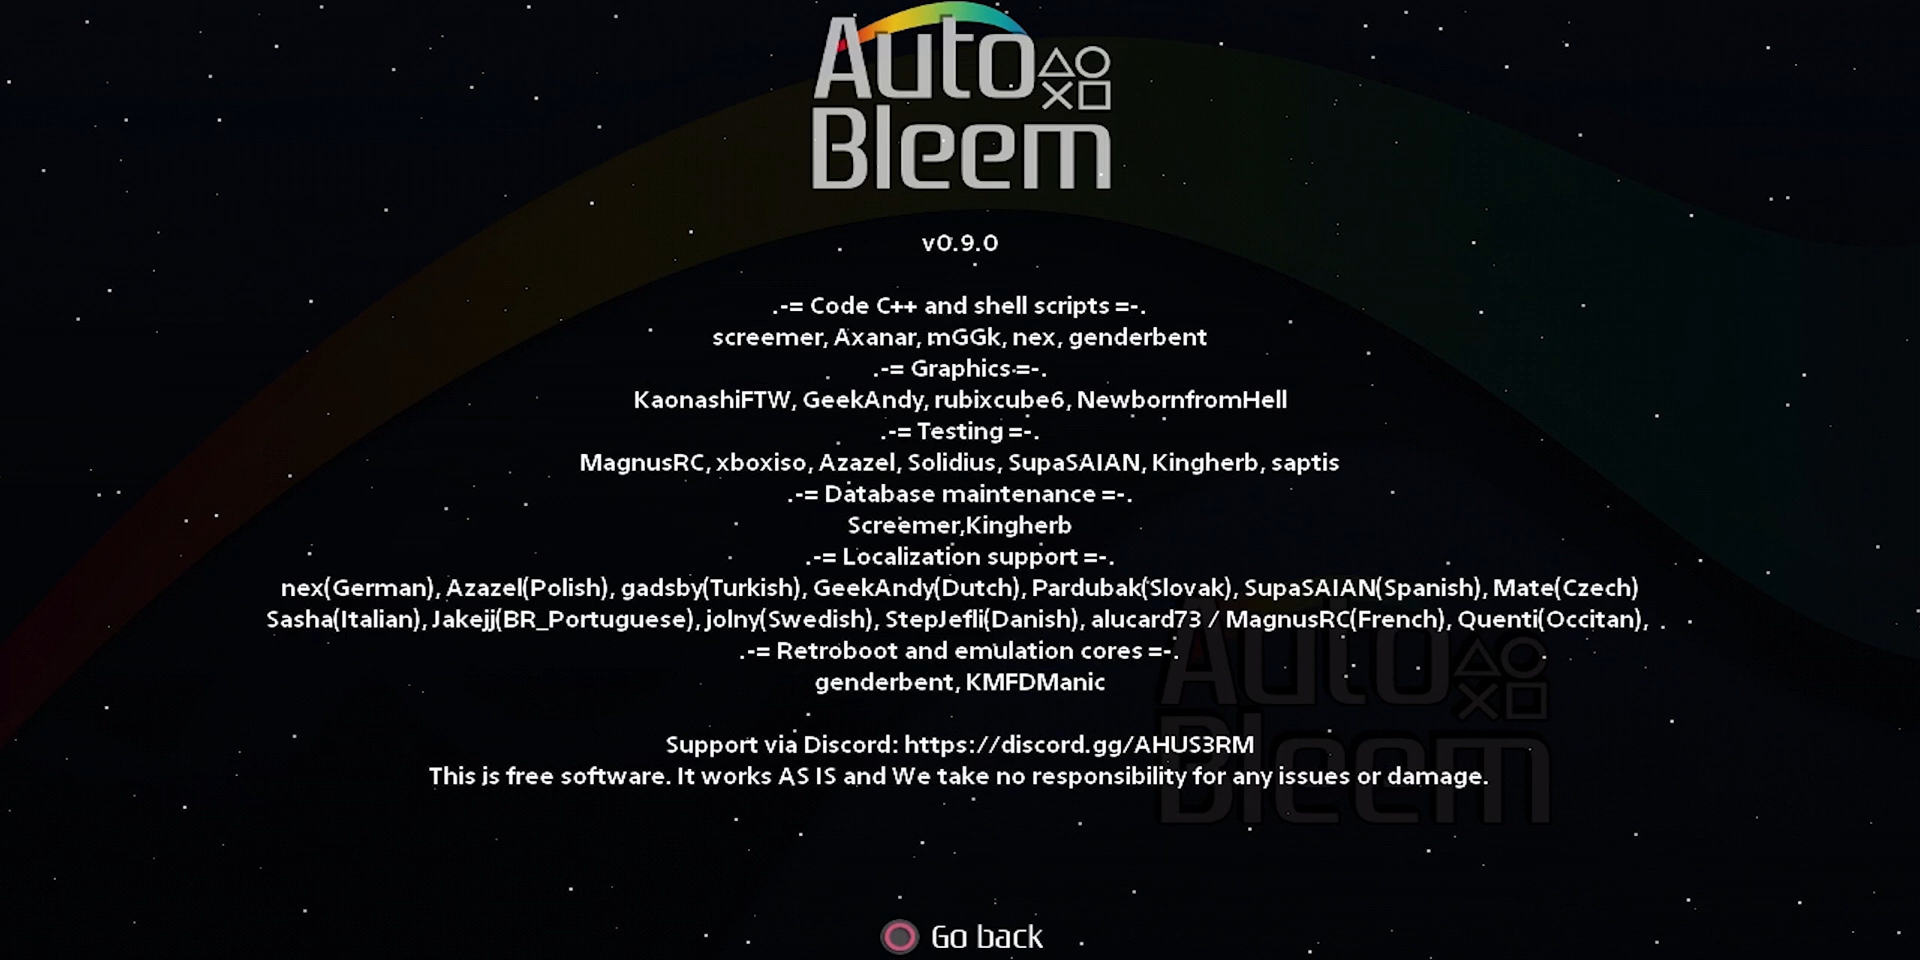 Auto
Bleem
v0.9.0
.-= Code C++ and shell scripts =-.
screemer, Axanar, mGGk, nex, genderbent
.-= Graphics =-.
KaonashiFTW, GeekAndy, rubixcube6, NewbornfromHell
.-= Testing =-.
MagnusRC, xboxiso, Azazel, Solidius, SupaSAIAN, Kingherb, saptis
.-= Database maintenance =-.
Screemer,Kingherb
.-= Localization support =-.
nex(German), Azazel(Polish), gadsby(Turkish), GeekAndy(Dutch), Pardubak(Slovak), SupaSAIAN(Spanish), Mate(Czech)
Sasha(Italian), Jakejj(BR_Portuguese), jolny(Swedish), StepJefli(Danish), alucard73 / MagnusRC(French), Quenti(Occitan),
.-= Retroboot and emulation cores =-.
genderbent, KMFDManic
Auto
Bleem
Support via Discord: https://discord.gg/AHUS3RM
This is free software. It works AS IS and We take no responsibility for any issues or damage.
Go back